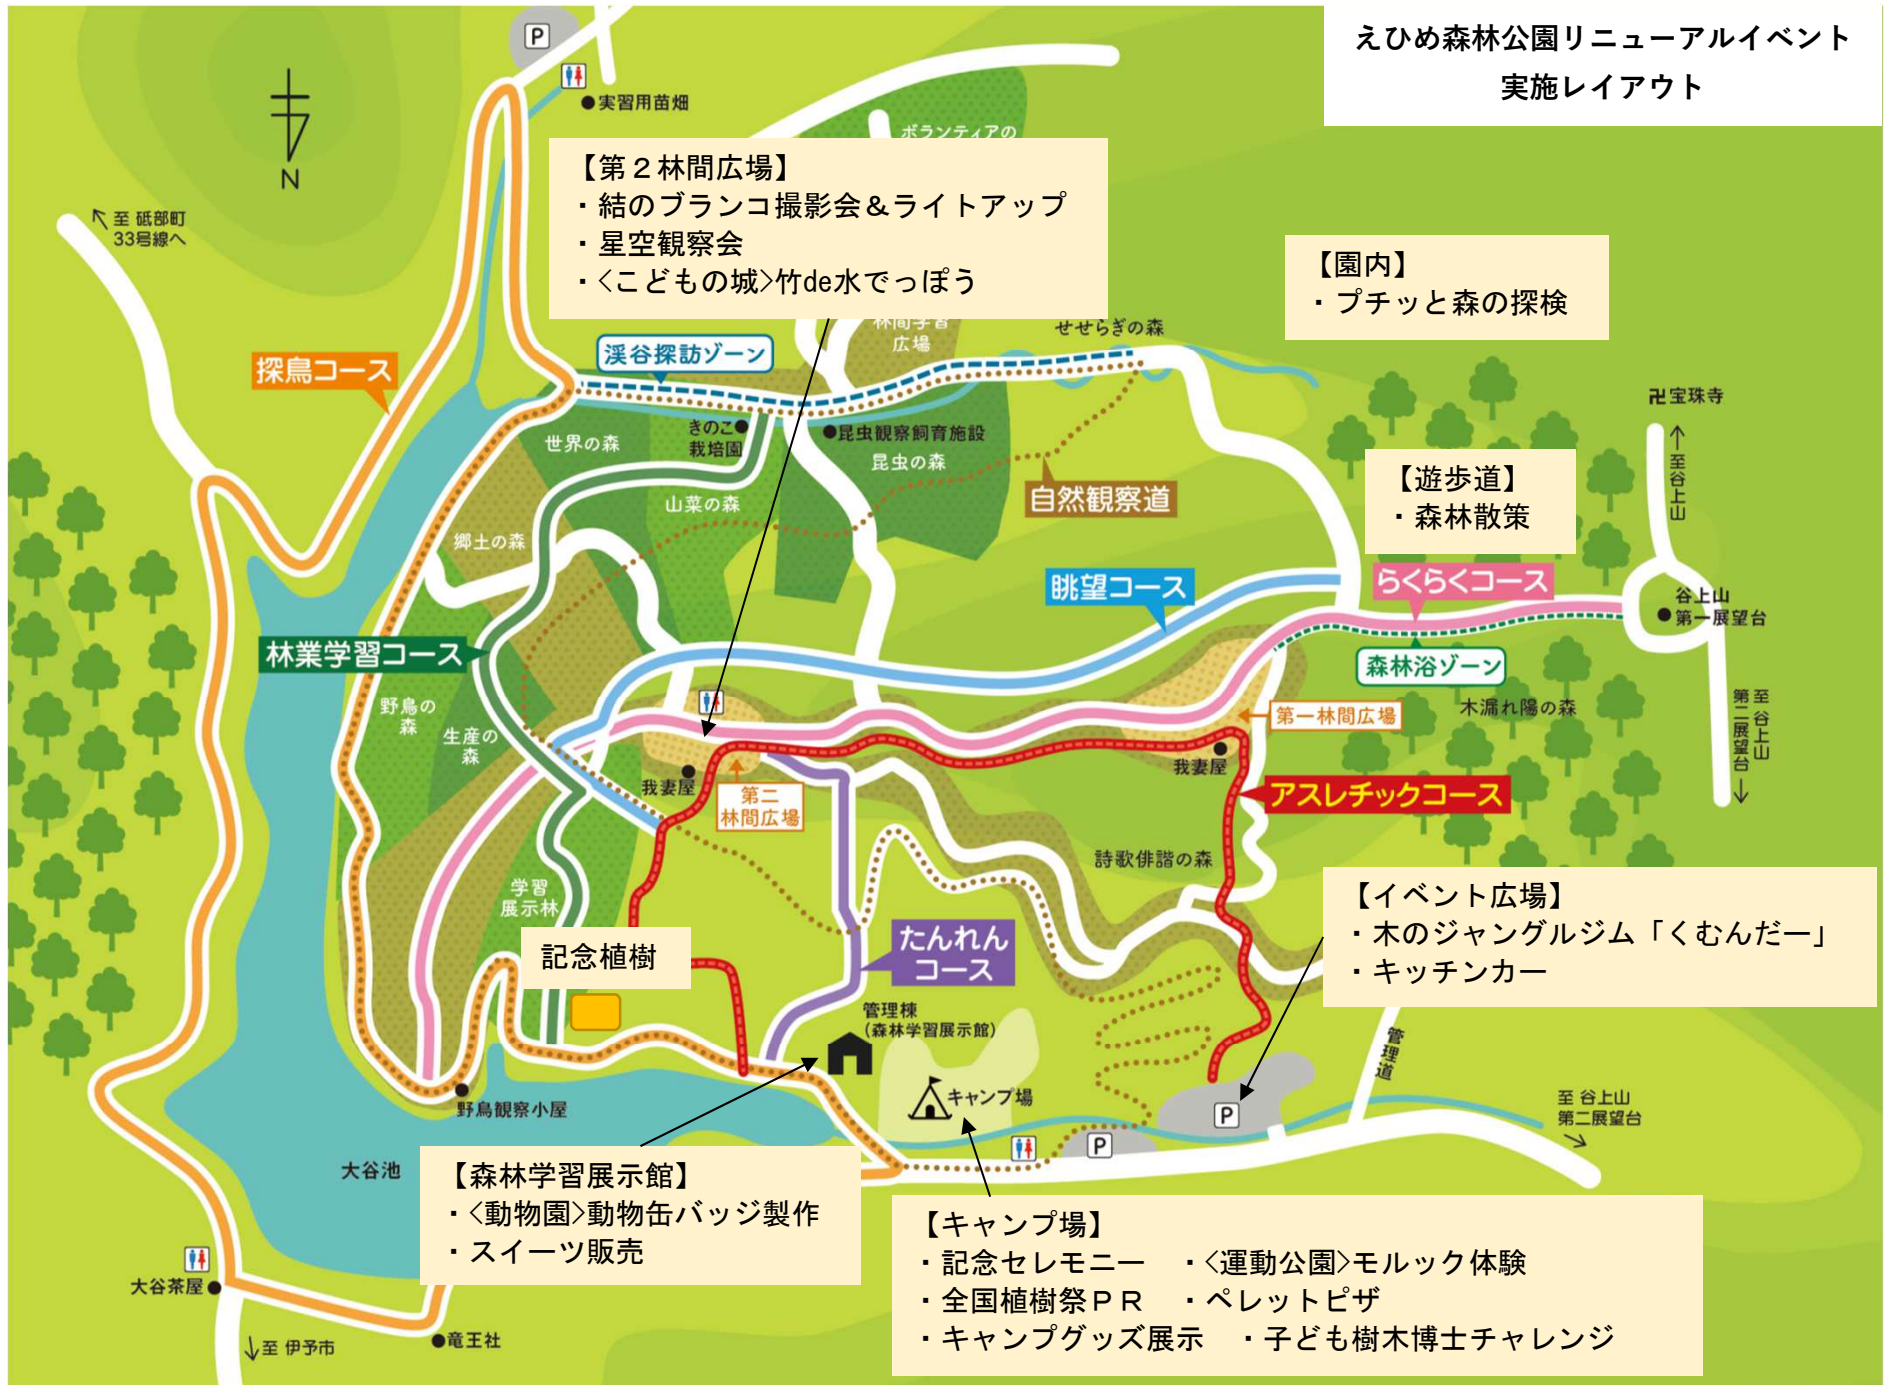 えひめ森林公園リニューアルイベント
実施レイアウト
P
実習用苗畑
N
至 砥部町
33号線へ
ボランティアの
【第２林間広場】
・結のブランコ撮影会＆ライトアップ
・星空観察会
・<こどもの城>竹de水でっぽう
【園内】
・プチッと森の探検
林間学習
広場
せせらぎの森
渓谷探訪ゾーン
探鳥コース
卍宝珠寺
世界の森
きのこ
栽培園
昆虫観察飼育施設
昆虫の森
山菜の森
自然観察道
至谷上山
【遊歩道】
・森林散策
郷土の森
眺望コース
らくらくコース
谷上山
第一展望台
林業学習コース
森林浴ゾーン
野鳥の
森
生産の
森
第一林間広場
木漏れ陽の森
至 谷上山
第二展望台
我妻屋
我妻屋
第二
林間広場
アスレチックコース
詩歌俳諧の森
学習
展示林
【イベント広場】
・木のジャングルジム「くむんだー」
・キッチンカー
記念植樹
たんれん
コース
管理棟
(森林学習展示館)
管理道
キャンプ場
野鳥観察小屋
P
P
至 谷上山
第二展望台
大谷池
【森林学習展示館】
・<動物園>動物缶バッジ製作
・スイーツ販売
【キャンプ場】
・記念セレモニー　・<運動公園>モルック体験
・全国植樹祭ＰＲ　・ペレットピザ
・キャンプグッズ展示　・子ども樹木博士チャレンジ
大谷茶屋
竜王社
至 伊予市